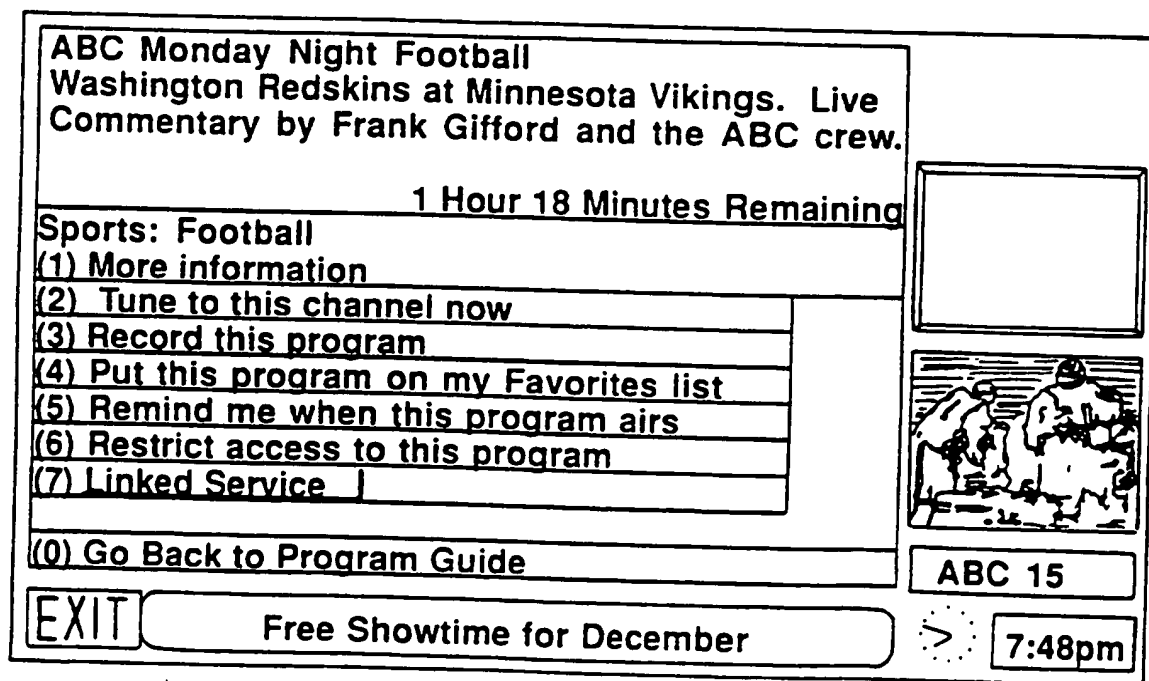 ABC Monday Night Football
Washington Redskins at Minnesota Vikings. Live
Commentary by Frank Gifford and the ABC crew.
1 Hour 18 Minutes Remaining
Sports: Football
(1) More information
(2) Tune to this channel now
(3) Record this program
(4) Put this program on my Favorites list
(5) Remind me when this program airs
(6) Restrict access to this program
(7) Linked Service
(0) Go Back to Program Guide
ABC 15
EXIT
Free Showtime for December
7:48pm